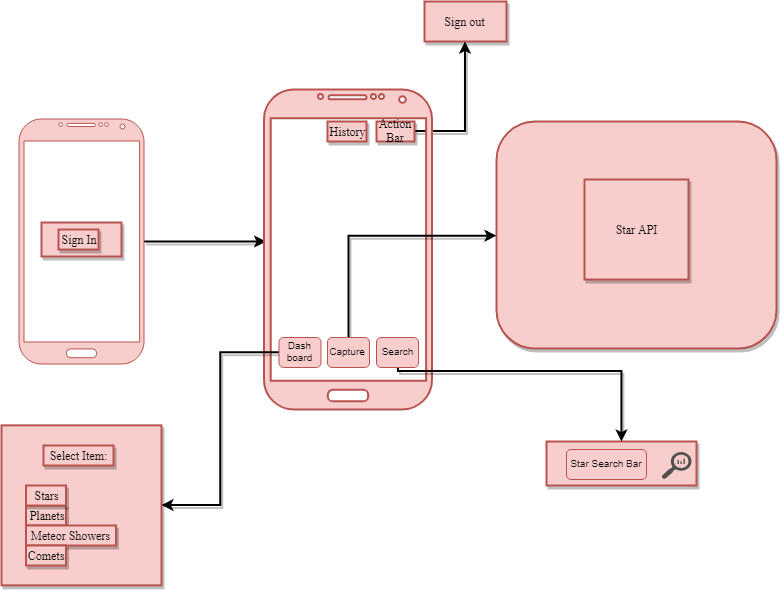 Sign out
History
Action
Bar
Sign In
Star API
Dash
board
Capture
Search
Select Item:
Star Search Bar
Stars
Planets
Meteor Showers
Comets